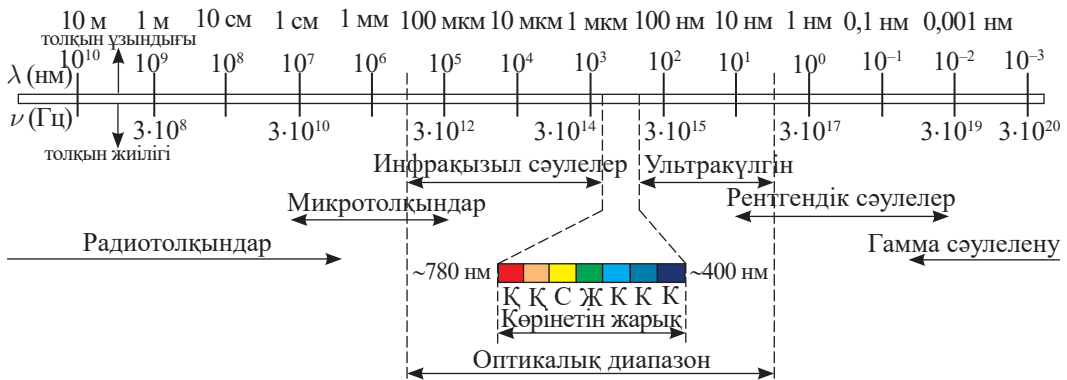 10 м 1 м 10 см 1 см 1 мм 100 мкм 10 мкм 1 мкм 100 нм 10 нм 1 нм 0,1 нм 0,001 нм
толқын ұзындығы
λ (нм) 10¹⁰ 10⁹ 10⁸ 10⁷ 10⁶ 10⁵ 10⁴ 10³ 10² 10¹ 10⁰ 10⁻¹ 10⁻² 10⁻³
ν (Гц) 3·10⁸ 3·10¹⁰ 3·10¹² 3·10¹⁴ 3·10¹⁵ 3·10¹⁷ 3·10¹⁹ 3·10²⁰
толқын жиілігі
Инфрақызыл сәулелер Ультракүлгін
Микротолқындар Рентгендік сәулелер
Радиотолқындар Гамма сәулелену
~780 нм ~400 нм
Қ Қ С Ж К К К
Көрінетін жарық
Оптикалық диапазон